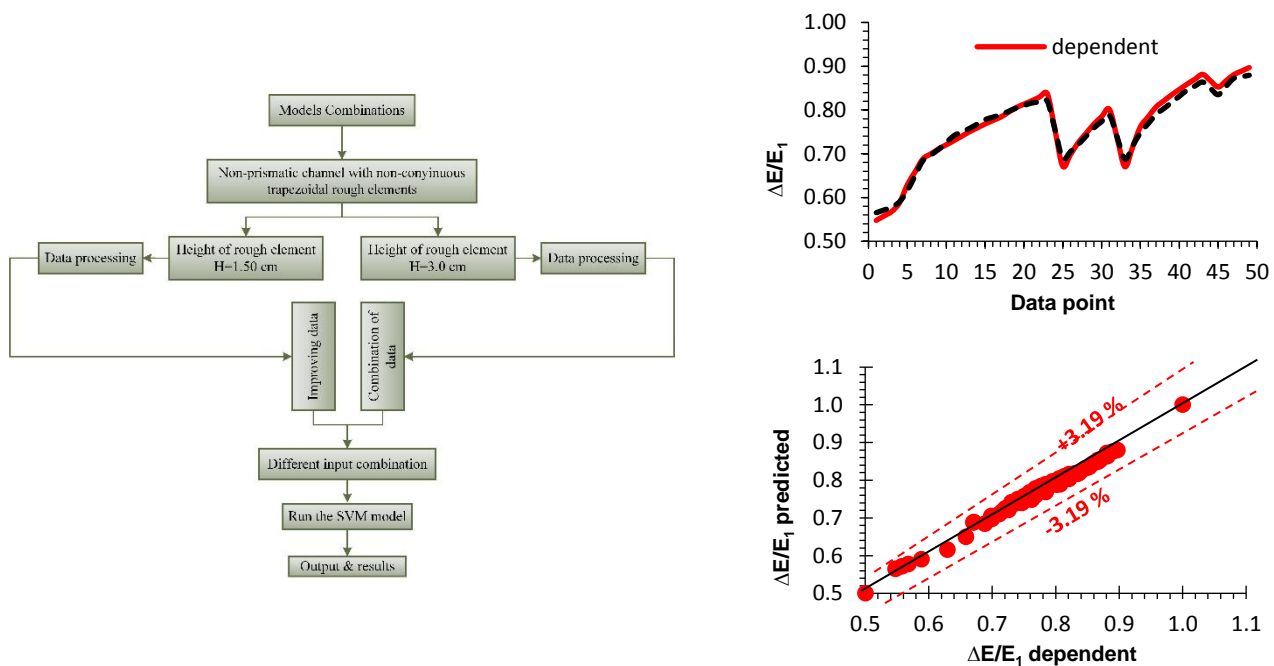 Models Combinations
Non-prismatic channel with non-conyinuous
trapezoidal rough elements
Data processing
Height of rough element
H=1.50 cm
Height of rough element
H=3.0 cm
Data processing
Improving data
Combination of
data
Different input combination
Run the SVM model
Output & results
1.00
0.90
0.80
0.70
0.60
0.50
ΔE/E₁
dependent
0 5 10 15 20 25 30 35 40 45 50
Data point
1.1
1.0
0.9
0.8
0.7
0.6
0.5
ΔE/E₁ predicted
+3.19 %
-3.19 %
0.5 0.6 0.7 0.8 0.9 1.0 1.1
ΔE/E₁ dependent